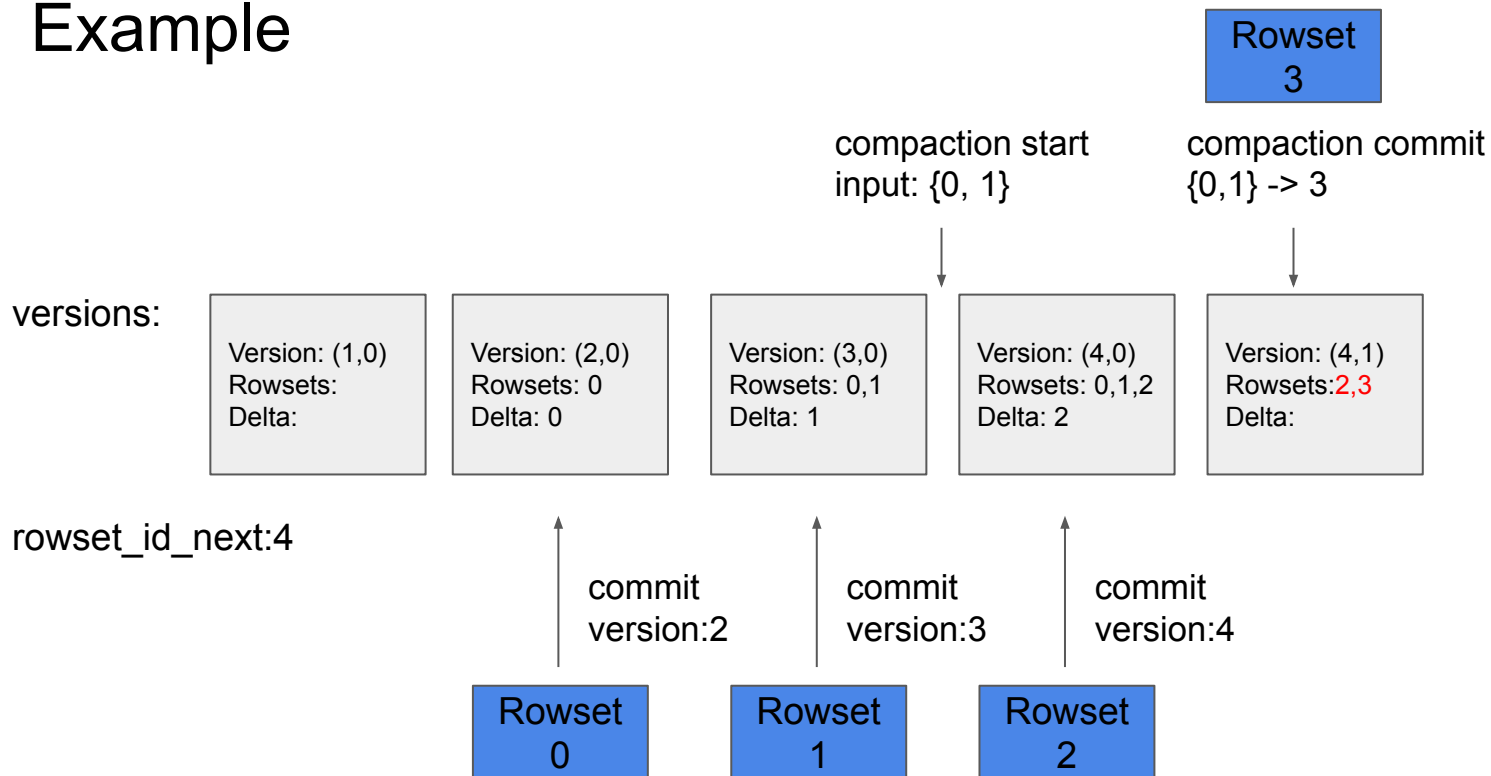 Example
Rowset
3
compaction start
input: {0, 1}
compaction commit
{0,1} -> 3
versions:
Version: (1,0)
Rowsets:
Delta:
Version: (2,0)
Rowsets: 0
Delta: 0
Version: (3,0)
Rowsets: 0,1
Delta: 1
Version: (4,0)
Rowsets: 0,1,2
Delta: 2
Version: (4,1)
Rowsets:2,3
Delta:
rowset_id_next:4
commit
version:2
commit
version:3
commit
version:4
Rowset
0
Rowset
1
Rowset
2